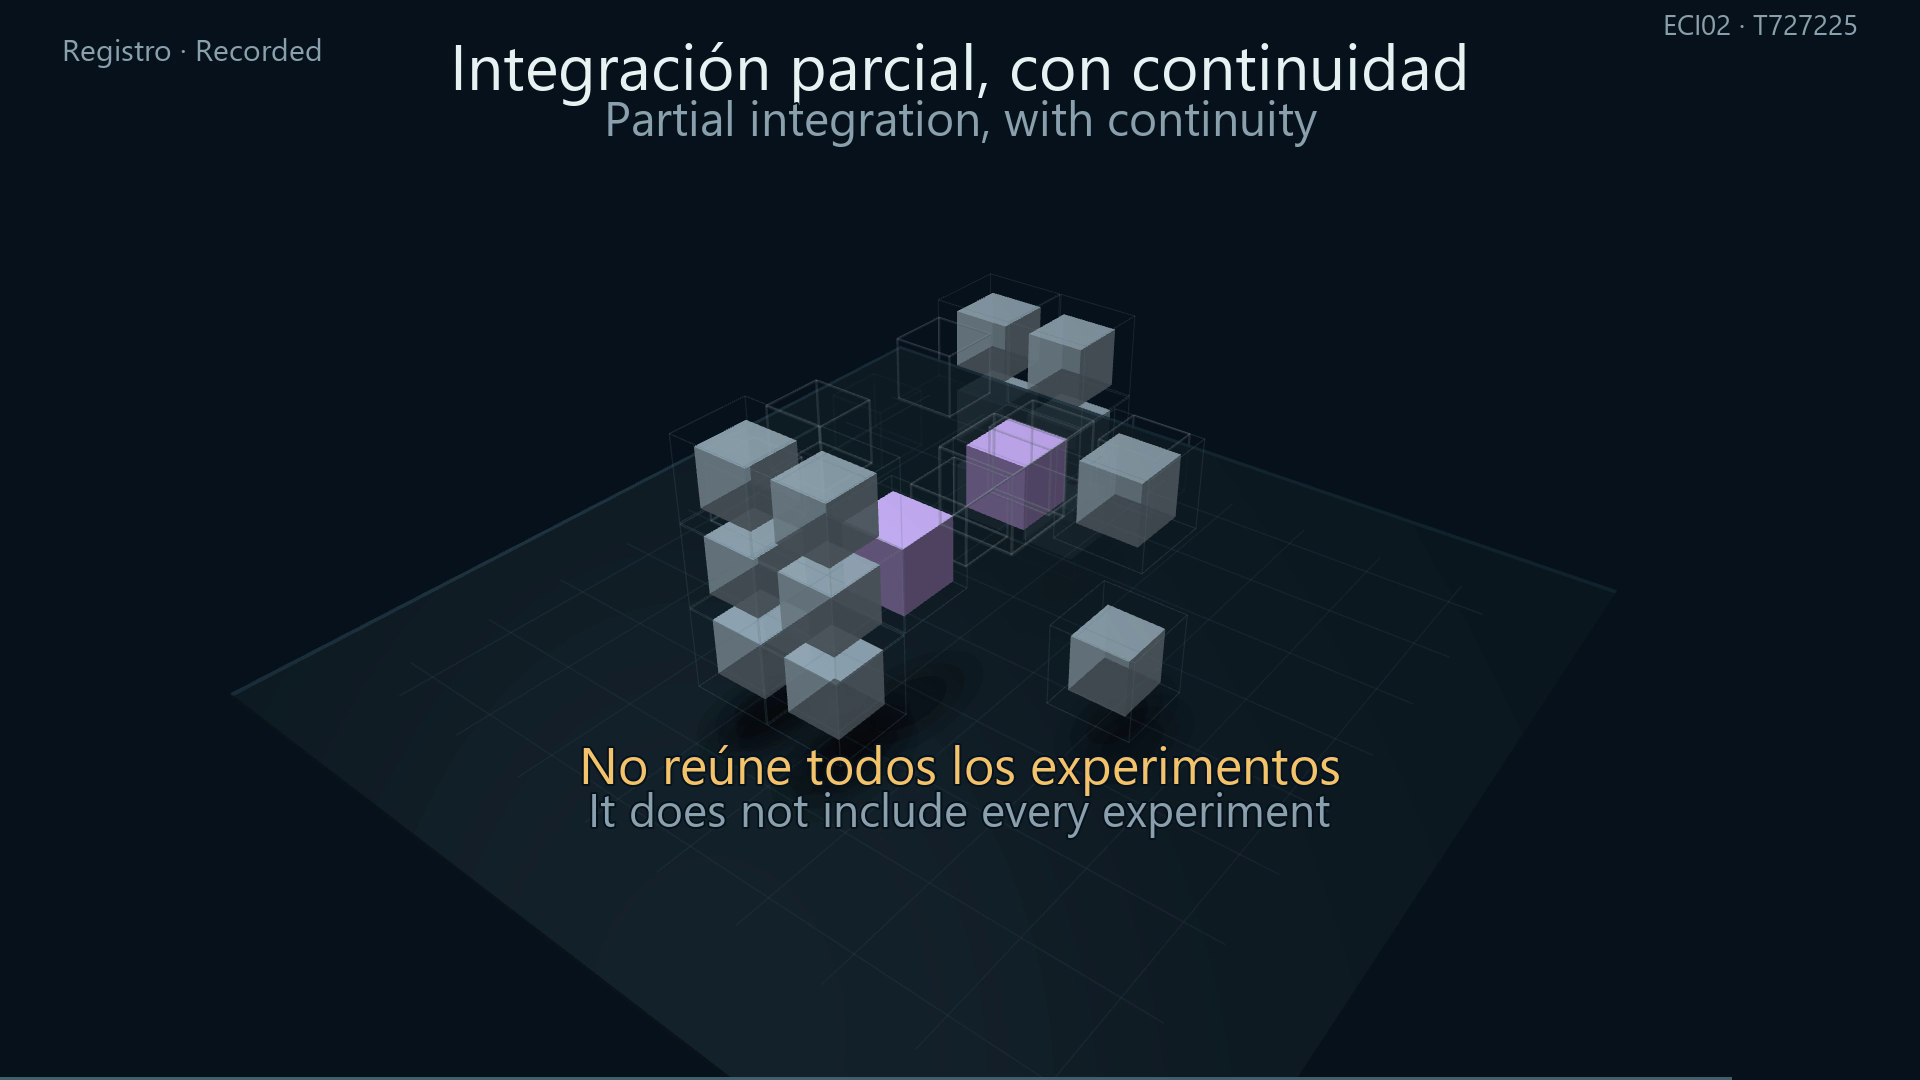 Registro · Recorded
ECI02 · T727225
Integración parcial, con continuidad
Partial integration, with continuity
No reúne todos los experimentos
It does not include every experiment